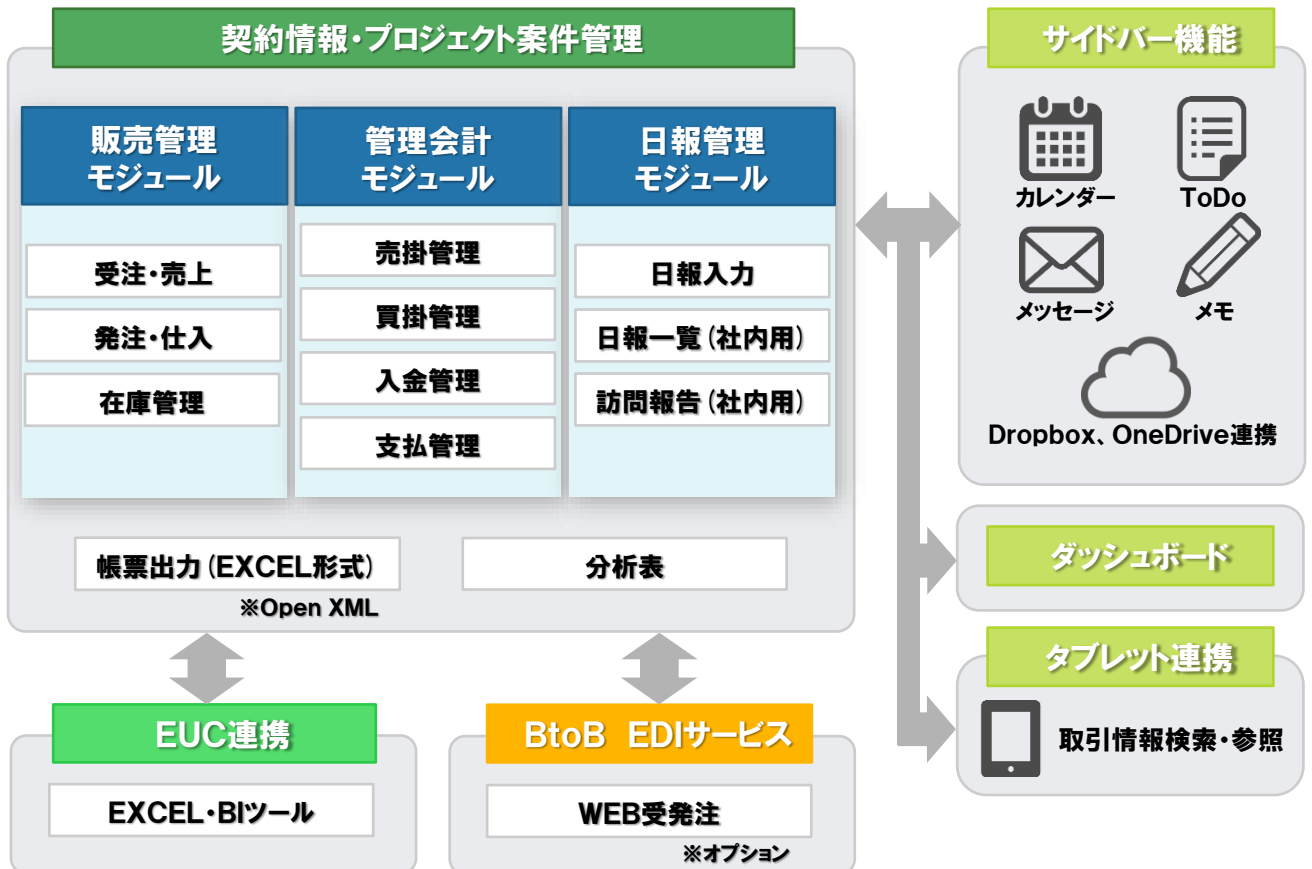 契約情報・プロジェクト案件管理
販売管理
モジュール
受注・売上
発注・仕入
在庫管理
管理会計
モジュール
売掛管理
買掛管理
入金管理
支払管理
日報管理
モジュール
日報入力
日報一覧(社内用)
訪問報告(社内用)
帳票出力(EXCEL形式)
※Open XML
分析表
EUC連携
EXCEL・BIツール
BtoB EDIサービス
WEB受発注
※オプション
サイドバー機能
カレンダー
ToDo
メッセージ
メモ
Dropbox、OneDrive連携
ダッシュボード
タブレット連携
取引情報検索・参照